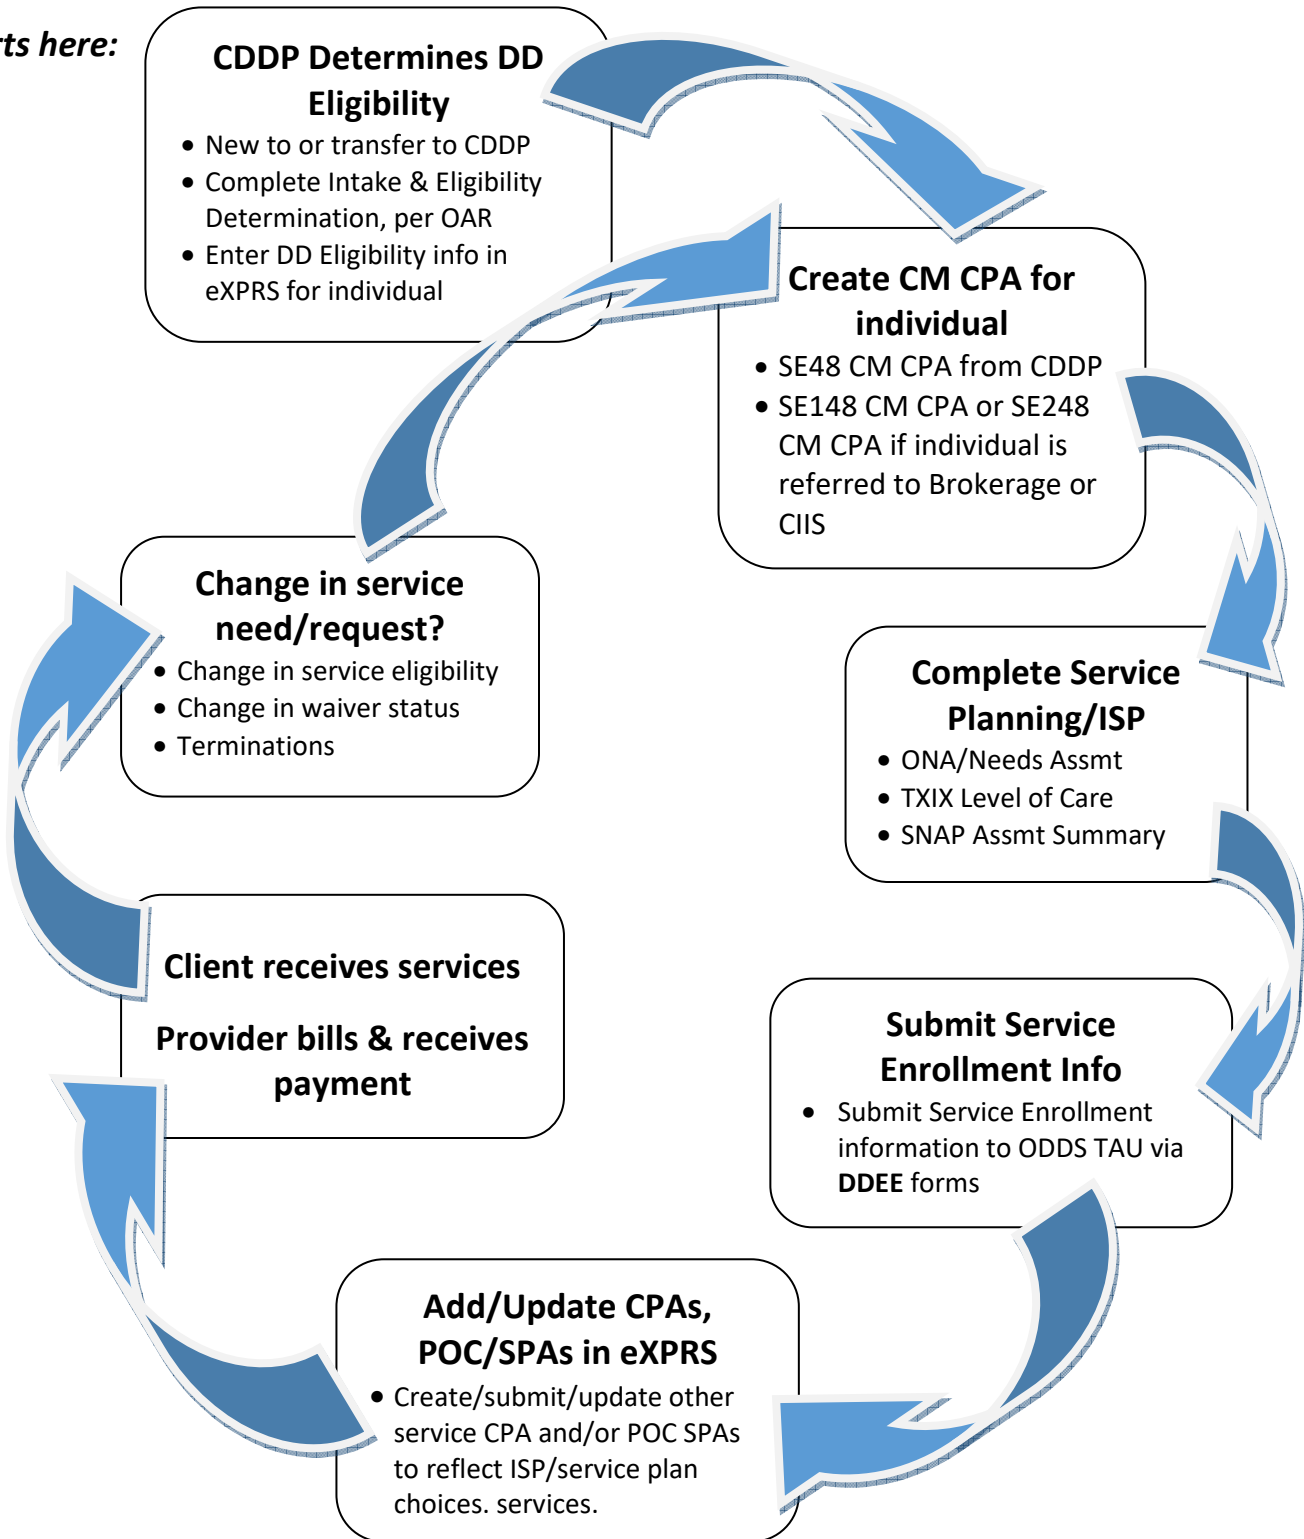 rts here:
CDDP Determines DD
Eligibility
• New to or transfer to CDDP
• Complete Intake & Eligibility
Determination, per OAR
• Enter DD Eligibility info in
eXPRS for individual
Create CM CPA for
individual
• SE48 CM CPA from CDDP
• SE148 CM CPA or SE248
CM CPA if individual is
referred to Brokerage or
CIIS
Complete Service
Planning/ISP
• ONA/Needs Assmt
• TXIX Level of Care
• SNAP Assmt Summary
Submit Service
Enrollment Info
• Submit Service Enrollment
information to ODDS TAU via
DDEE forms
Add/Update CPAs,
POC/SPAs in eXPRS
• Create/submit/update other
service CPA and/or POC SPAs
to reflect ISP/service plan
choices. services.
Client receives services
Provider bills & receives
payment
Change in service
need/request?
• Change in service eligibility
• Change in waiver status
• Terminations